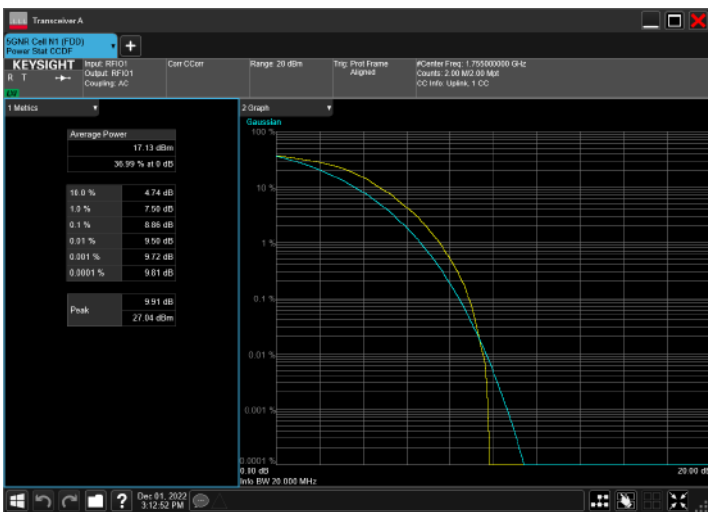 Transceiver A
5GNR Cell N1 (FDD)
Power Stat CCDF
KEYSIGHT
R T
Input: RFIO1
Output: RFIO1
Coupling: AC
Corr CCorr
Range: 20 dBm
Trig: Prot Frame
Aligned
#Center Freq: 1.755000000 GHz
Counts: 2.00 M/2.00 Mpt
CC Info: Uplink, 1 CC
1 Metrics
Average Power
17.13 dBm
36.99 % at 0 dB
10.0 % 4.74 dB
1.0 % 7.50 dB
0.1 % 8.86 dB
0.01 % 9.50 dB
0.001 % 9.72 dB
0.0001 % 9.81 dB
Peak
9.91 dB
27.04 dBm
2 Graph
Gaussian
100 %
10 %
1 %
0.1 %
0.01 %
0.001 %
0.0001 %
0.00 dB
20.00 dB
Info BW 20.000 MHz
Dec 01, 2022
3:12:52 PM